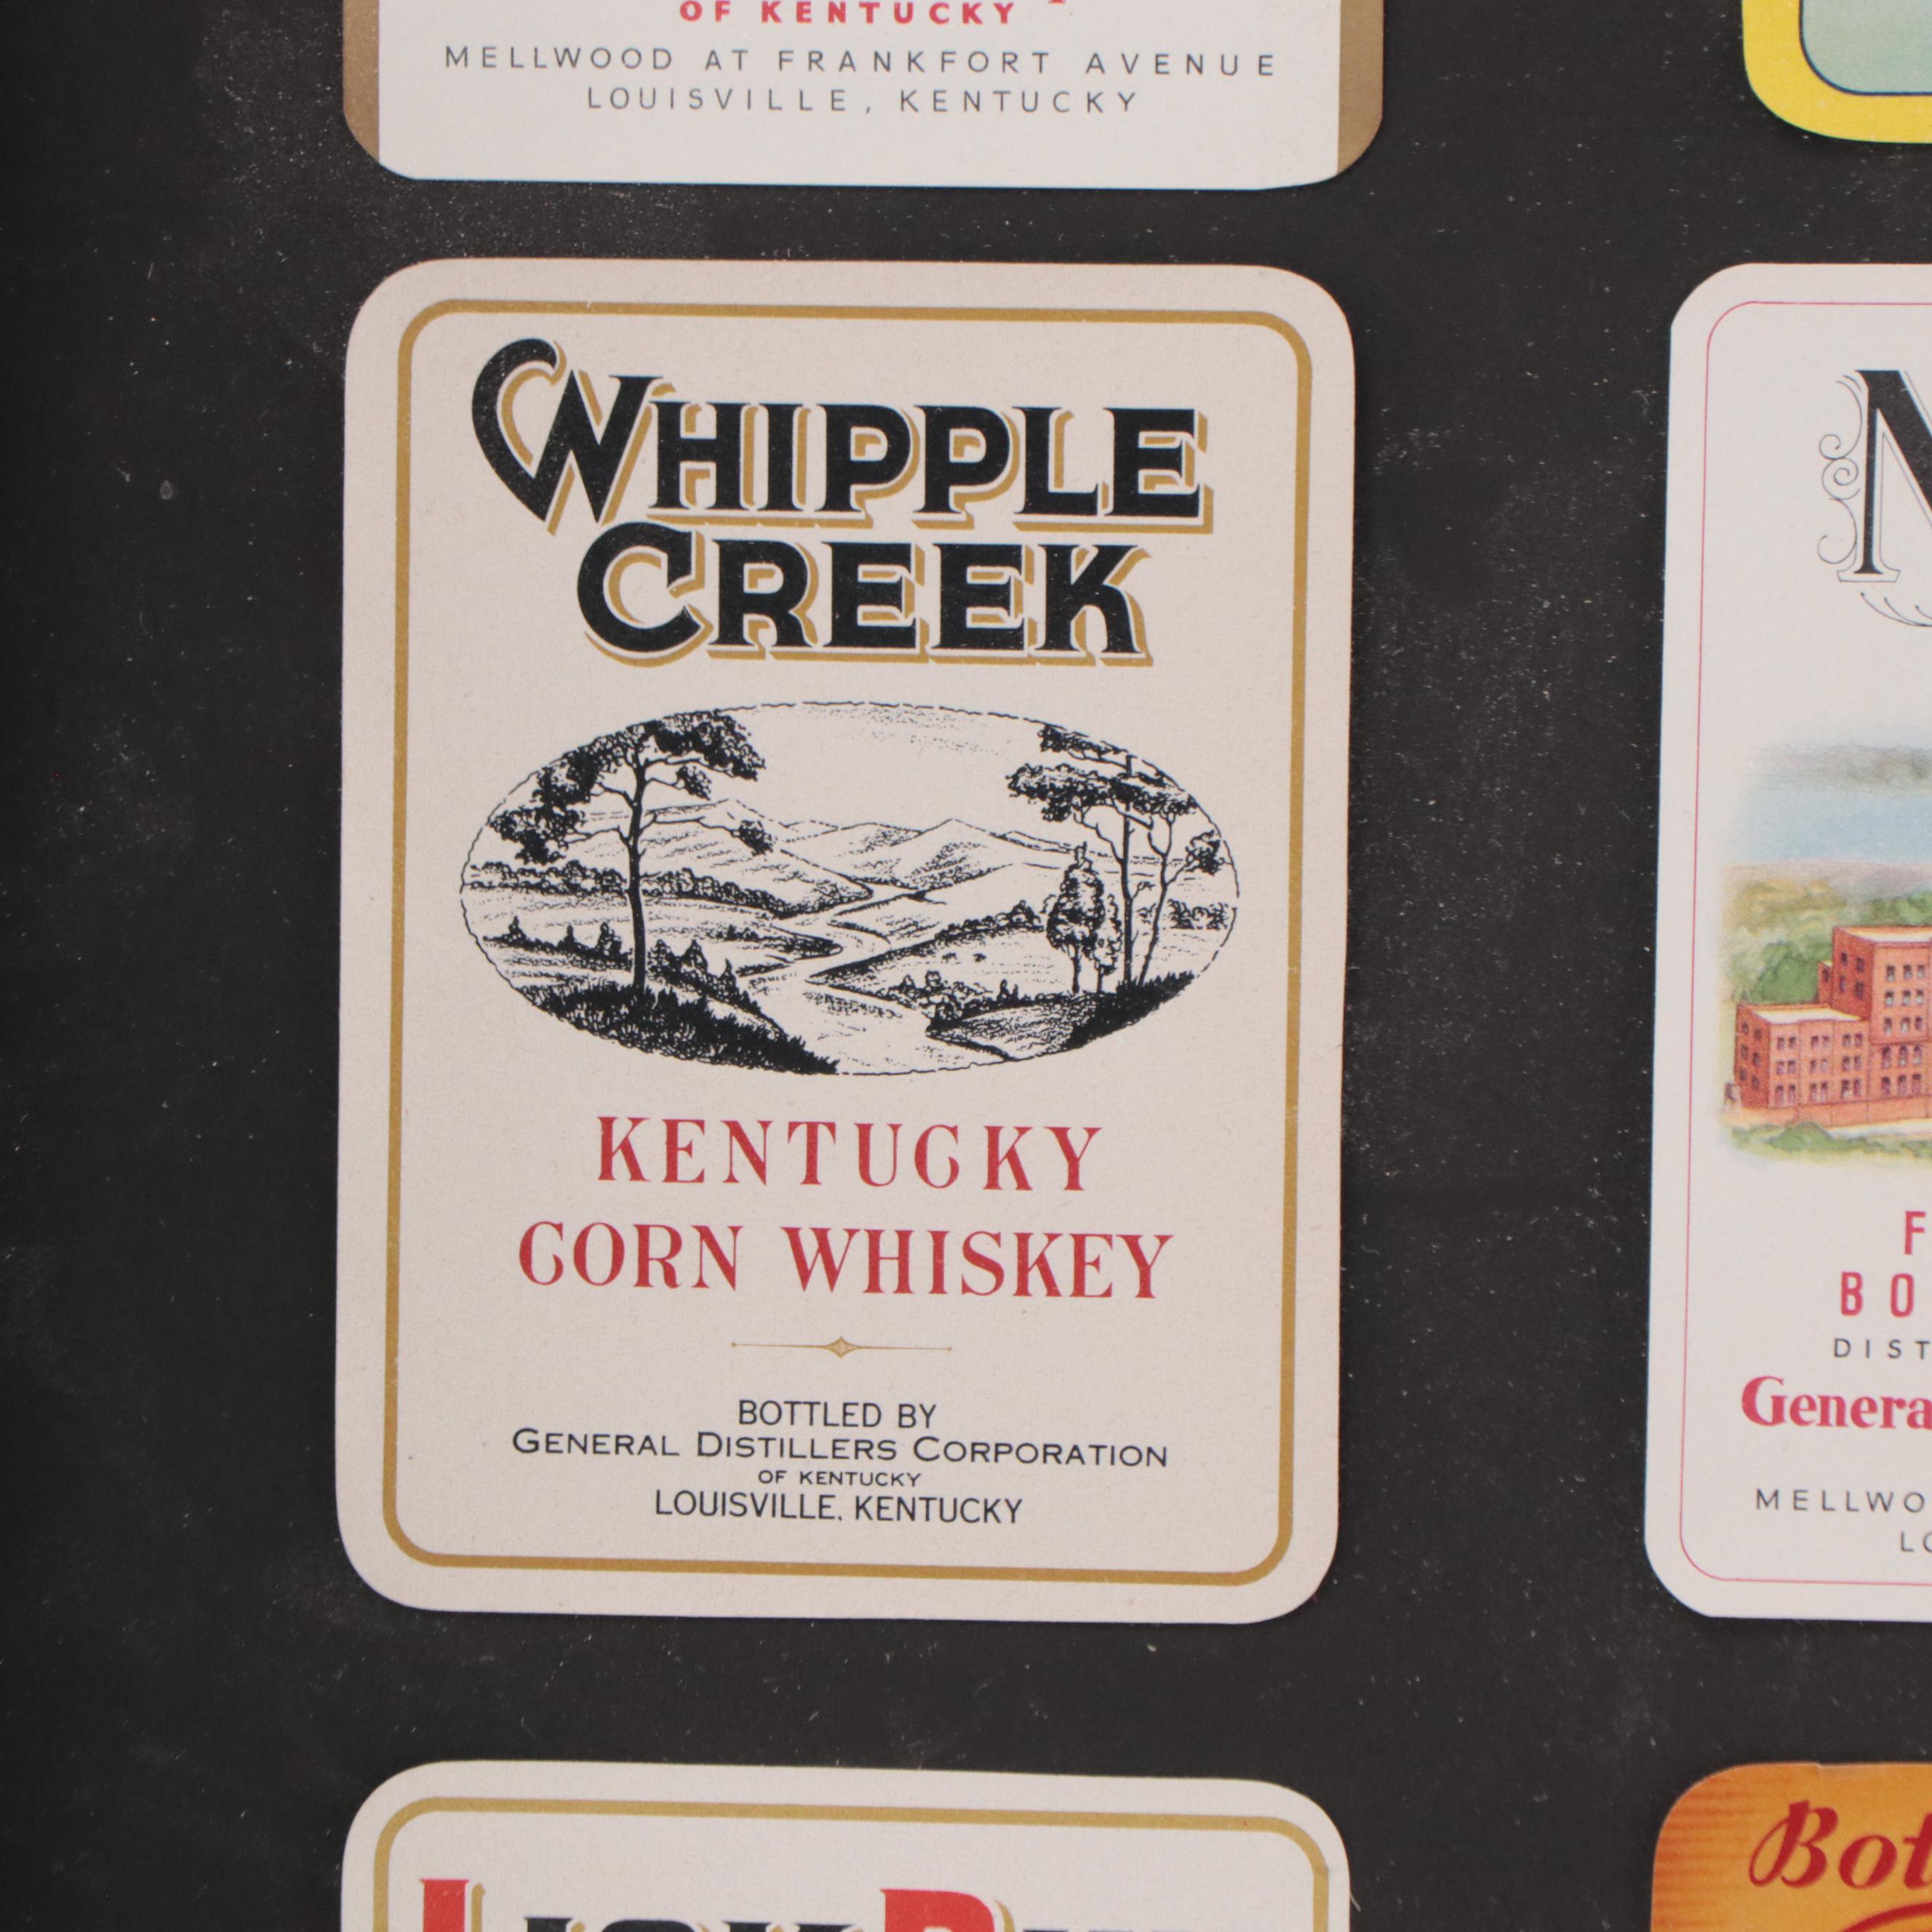 OF KENTUCKY
MELLWOOD AT FRANKFORT AVENUE
LOUISVILLE, KENTUCKY
WHIPPLE
CREEK
KENTUCKY
CORN WHISKEY
BOTTLED BY
GENERAL DISTILLERS CORPORATION
OF KENTUCKY
LOUISVILLE, KENTUCKY